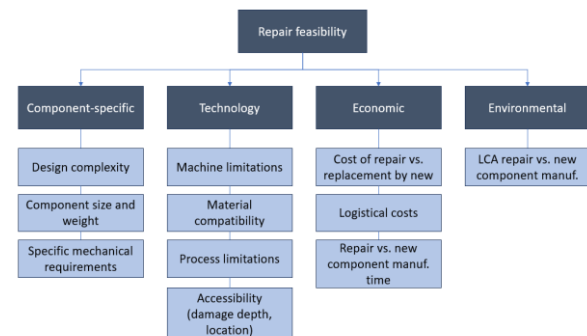 Repair feasibility
Component-specific
Technology
Economic
Environmental
Design complexity
Component size and
weight
Specific mechanical
requirements
Machine limitations
Material
compatibility
Process limitations
Accessibility
(damage depth,
location)
Cost of repair vs.
replacement by new
Logistical costs
Repair vs. new
component manuf.
time
LCA repair vs. new
component manuf.